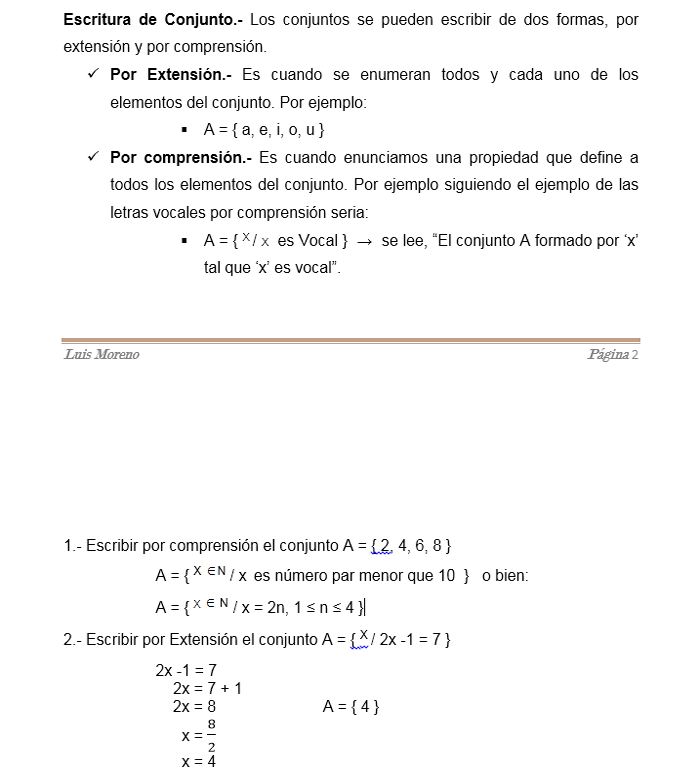 Escritura de Conjunto.- Los conjuntos se pueden escribir de dos formas, por
extensión y por comprensión.
✓ Por Extensión.- Es cuando se enumeran todos y cada uno de los
elementos del conjunto. Por ejemplo:
▪ A = { a, e, i, o, u }
✓ Por comprensión.- Es cuando enunciamos una propiedad que define a
todos los elementos del conjunto. Por ejemplo siguiendo el ejemplo de las
letras vocales por comprensión seria:
▪ A = { X / x es Vocal } → se lee, “El conjunto A formado por ‘x’
tal que ‘x’ es vocal”.
Luis Moreno Página 2
1.- Escribir por comprensión el conjunto A = { 2, 4, 6, 8 }
A = { X ∈ N / x es número par menor que 10 } o bien:
A = { X ∈ N / x = 2n, 1 ≤ n ≤ 4 }
2.- Escribir por Extensión el conjunto A = { X / 2x -1 = 7 }
2x -1 = 7
2x = 7 + 1
2x = 8 A = { 4 }
x = 8/2
x = 4